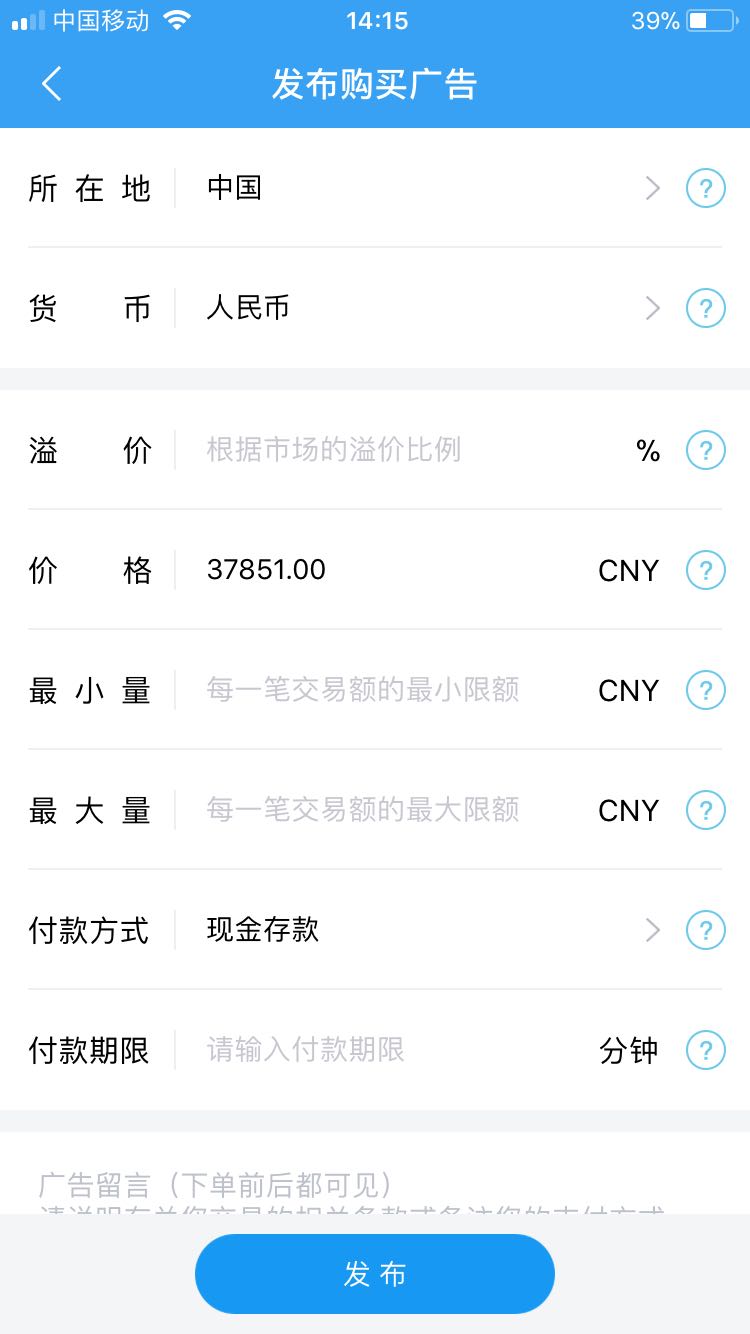 中国移动 14:15 39%
发布购买广告
所在地 中国 ?
货币 人民币 ?
溢价 根据市场的溢价比例 % ?
价格 37851.00 CNY ?
最小量 每一笔交易额的最小限额 CNY ?
最大量 每一笔交易额的最大限额 CNY ?
付款方式 现金存款 ?
付款期限 请输入付款期限 分钟 ?
广告留言（下单前后都可见）
发布